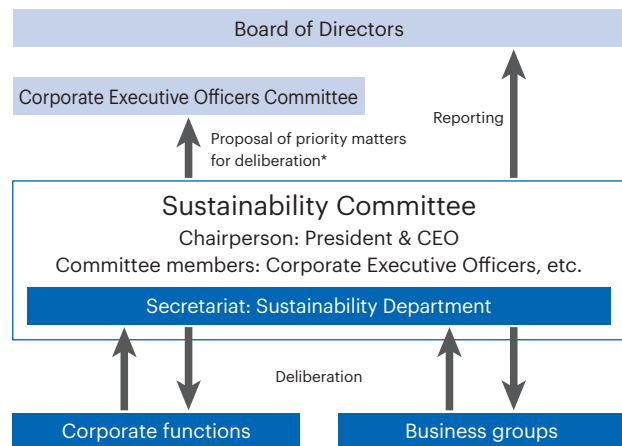 Board of Directors
Corporate Executive Officers Committee
Reporting
Proposal of priority matters
for deliberation*
Sustainability Committee
Chairperson: President & CEO
Committee members: Corporate Executive Officers, etc.
Secretariat: Sustainability Department
Deliberation
Corporate functions
Business groups